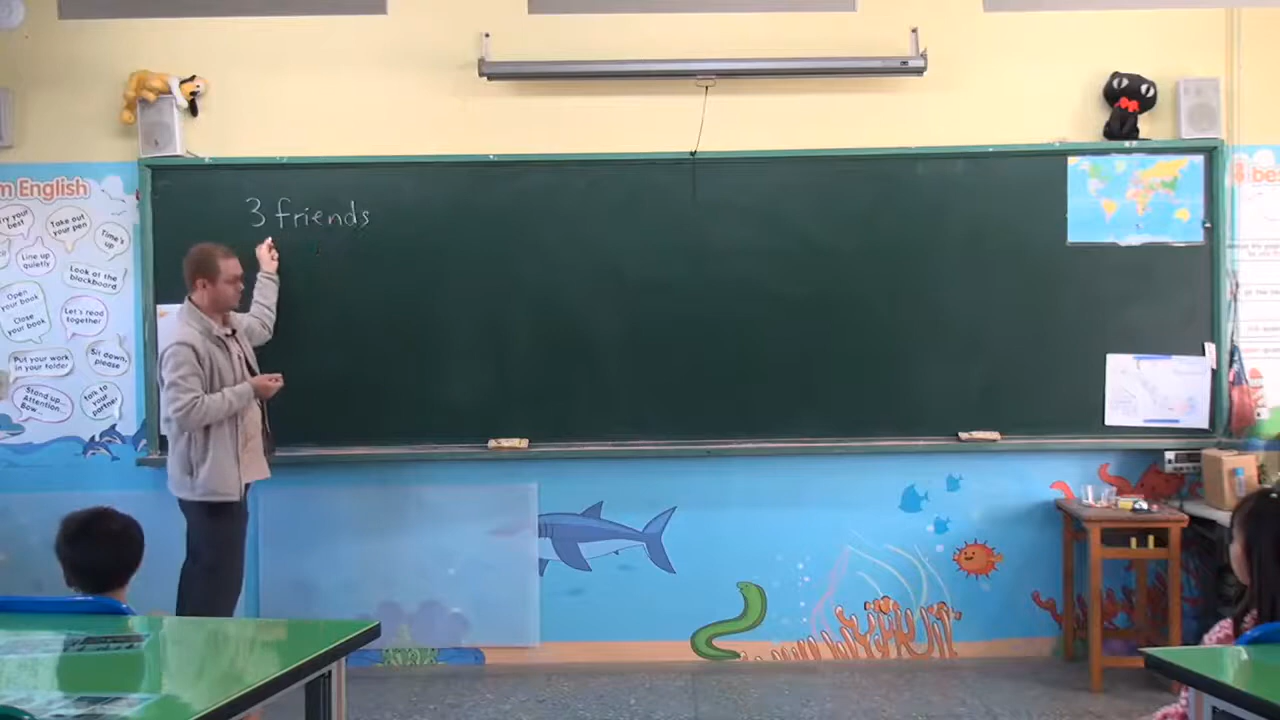 3 friends
m English
Try your
best
Take out
your pen
Time's
up
Line up
quietly
Look at the
blackboard
Open
your book
Close
your book
Let's read
together
Put your work
in your folder
Sit down,
please
Stand up...
Attention...
Bow...
talk to
your
partner
4 bes